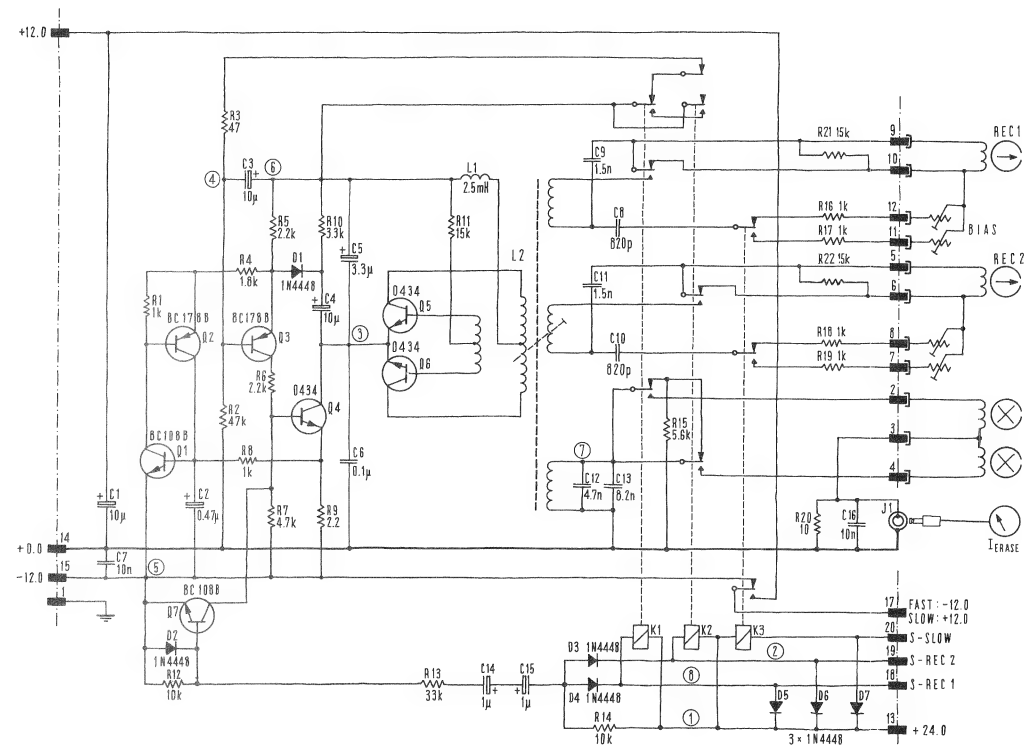 +12.0
REC1
9
R21 15k
R3
47
10
C9
1.5n
C3
10µ
+
4
6
L1
2.5mH
12
R16 1k
R5
2.2k
R10
3.3k
R11
15k
C8
820p
R17 1k
11
BIAS
C5
3.3µ
+
R4
1.8k
D1
1N4448
L2
R22 15k
5
REC 2
C11
1.5n
6
R1
1k
C4
10µ
+
D434
Q5
BC178B
Q2
BC178B
Q3
3
D434
Q6
R18 1k
8
C10
820p
R19 1k
7
R6
2.2k
D434
Q4
R2
47k
2
R15
5.6k
3
BC108B
Q1
R8
1k
C6
0.1µ
7
4
C12
4.7n
C13
8.2n
C1
10µ
+
C2
0.47µ
+
R7
4.7k
R9
2.2
R20
10
C16
10n
J1
I ERASE
+0.0
14
C7
10n
15
-12.0
5
1
BC108B
Q7
17
FAST: -12.0
SLOW: +12.0
20
S-SLOW
K1
K2
K3
D2
1N4448
D3 1N4448
2
19
S-REC 2
R12
10k
R13
33k
C14
1µ
+
C15
1µ
+
D4 1N4448
8
18
S-REC 1
D5
D6
D7
R14
10k
1
13
+24.0
3 × 1N4448